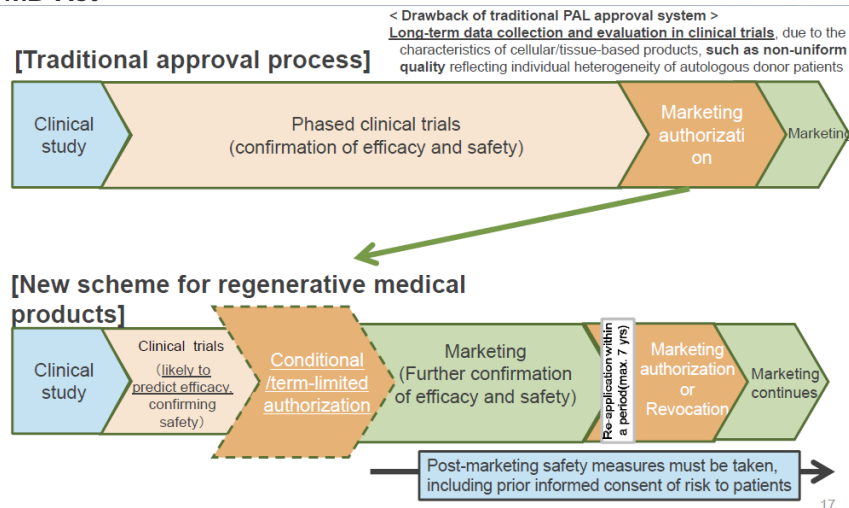 < Drawback of traditional PAL approval system >
Long-term data collection and evaluation in clinical trials, due to the
characteristics of cellular/tissue-based products, such as non-uniform
quality reflecting individual heterogeneity of autologous donor patients
[Traditional approval process]
Clinical
study
Phased clinical trials
(confirmation of efficacy and safety)
Marketing
authorizati
on
Marketing
[New scheme for regenerative medical
products]
Clinical
study
Clinical trials
(likely to
predict efficacy,
confirming
safety)
Conditional
/term-limited
authorization
Marketing
(Further confirmation
of efficacy and safety)
Re-application within
a period(max. 7 yrs)
Marketing
authorization
or
Revocation
Marketing
continues
Post-marketing safety measures must be taken,
including prior informed consent of risk to patients
17